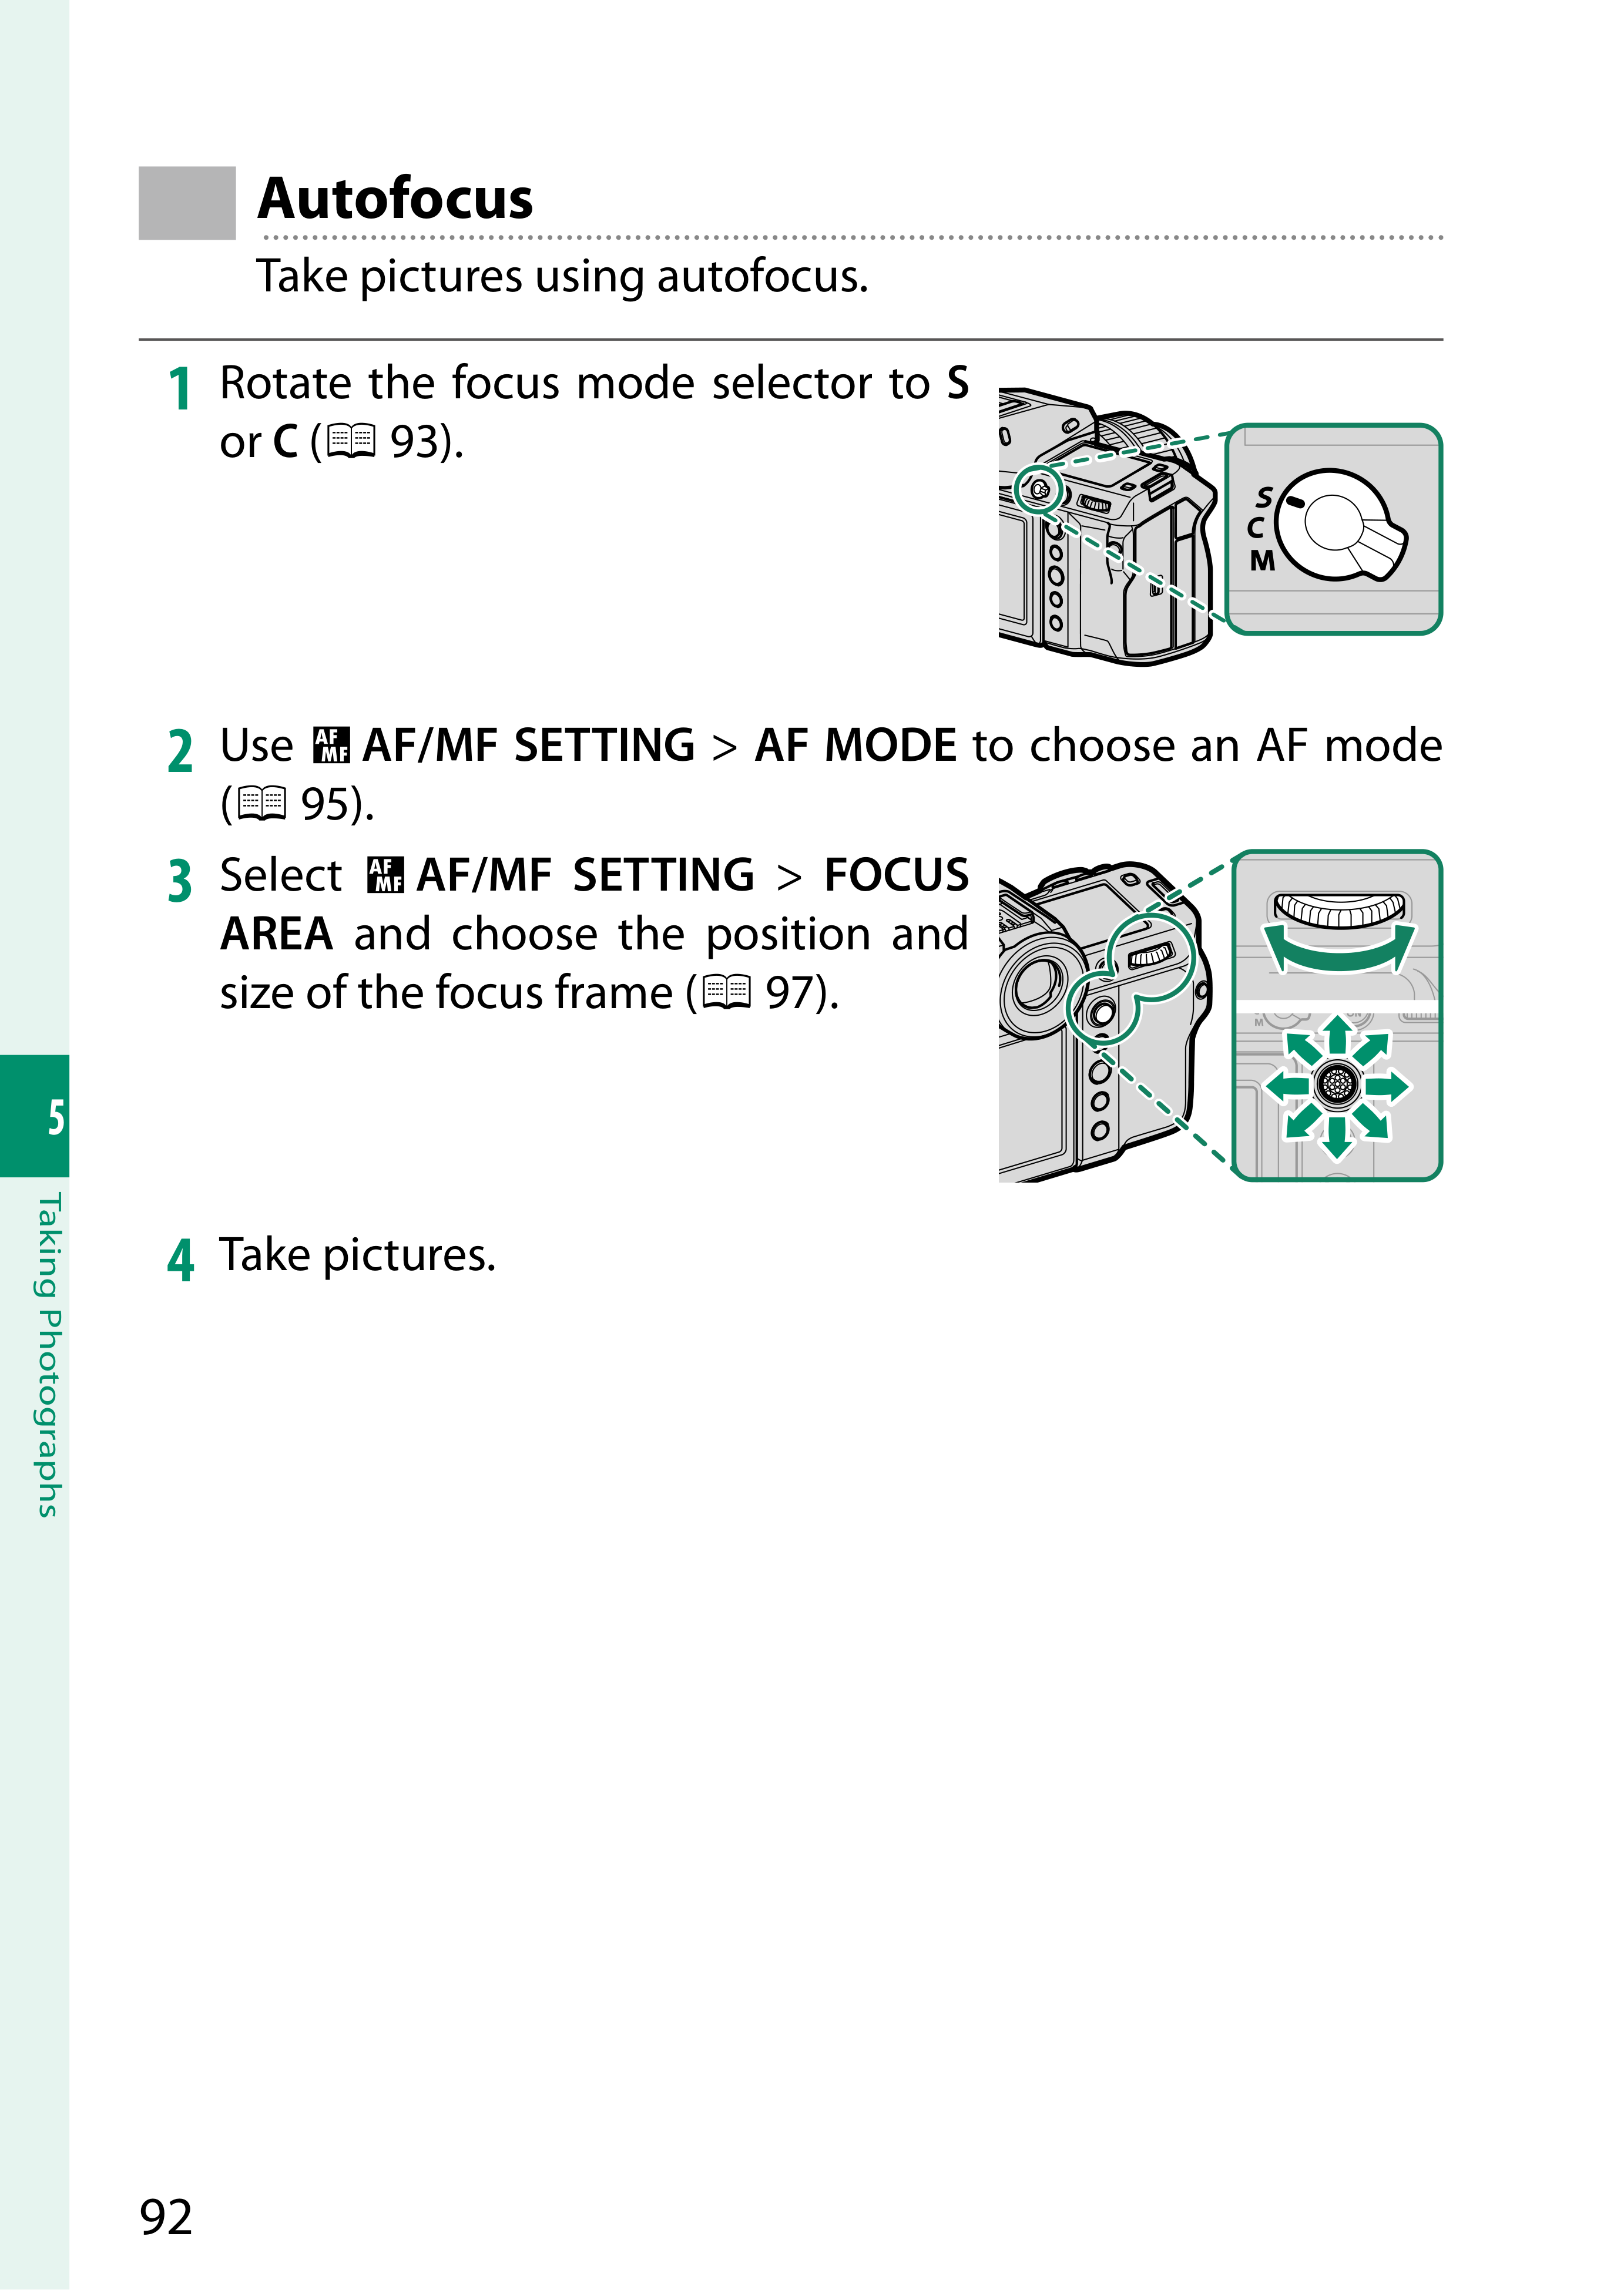 Autofocus
Take pictures using autofocus.
1 Rotate the focus mode selector to S
or C (93).
S
C
M
2 Use AF MF AF/MF SETTING > AF MODE to choose an AF mode
(95).
3 Select AF MF AF/MF SETTING > FOCUS
AREA and choose the position and
size of the focus frame (97).
M
ON
4 Take pictures.
5
Taking Photographs
92